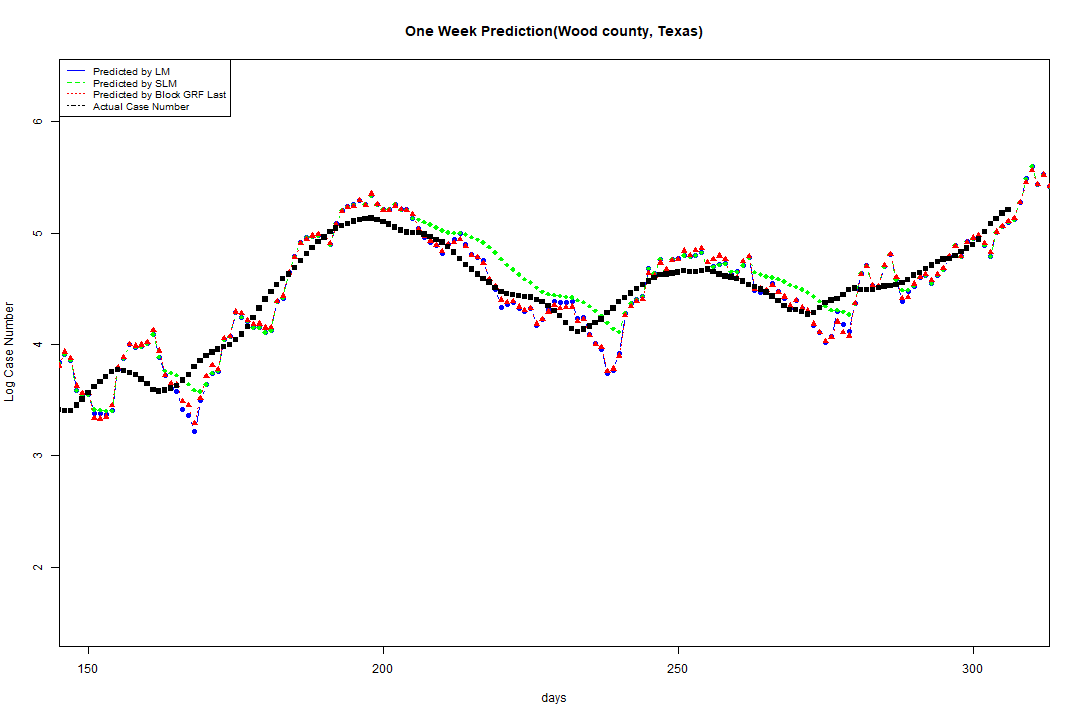 One Week Prediction(Wood county, Texas)
Predicted by LM
Predicted by SLM
Predicted by Block GRF Last
Actual Case Number
6
5
4
3
2
Log Case Number
150 200 250 300
days